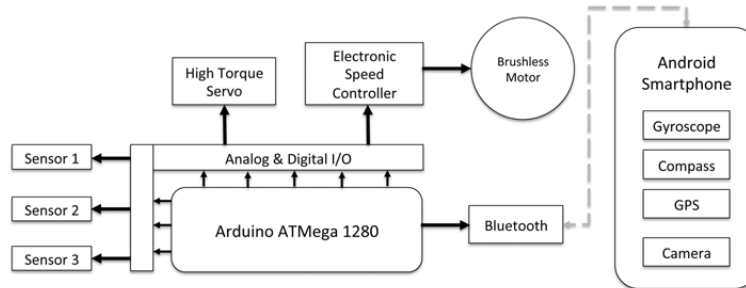 High Torque
Servo
Electronic
Speed
Controller
Brushless
Motor
Android
Smartphone
Gyroscope
Compass
GPS
Camera
Sensor 1
Sensor 2
Sensor 3
Analog & Digital I/O
Arduino ATMega 1280
Bluetooth